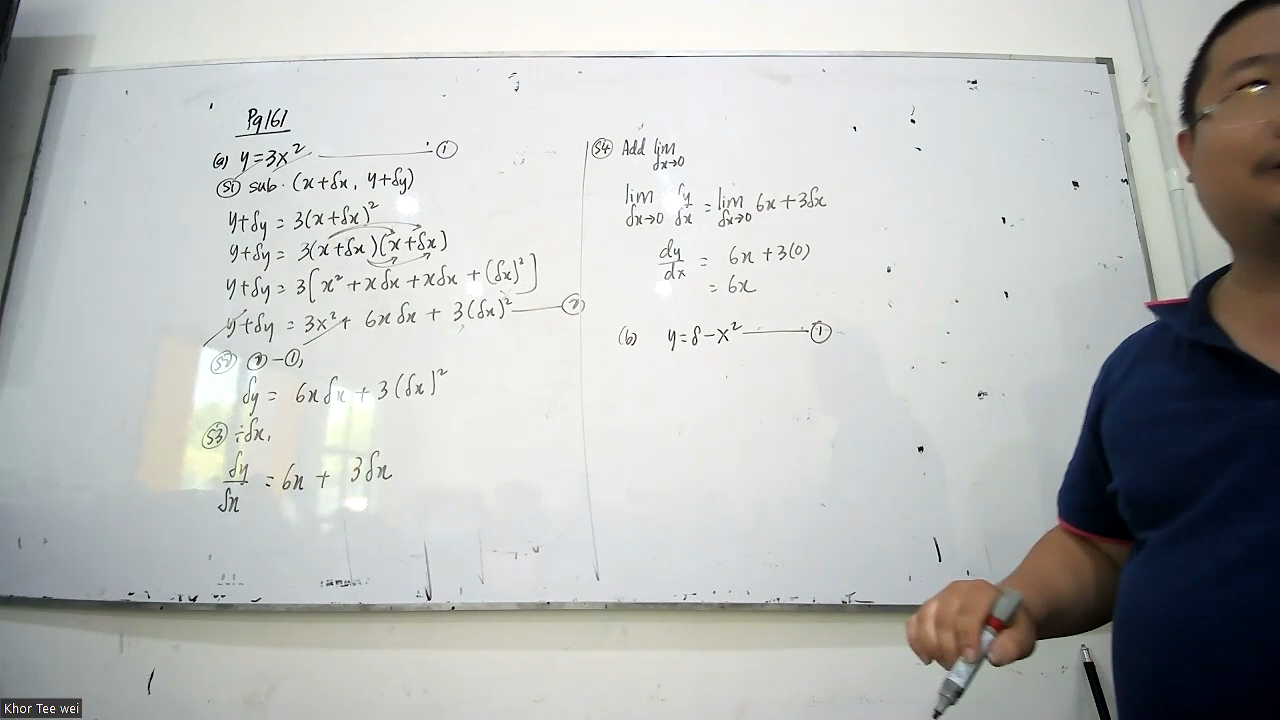 Pg161
(a) y=3x² ——— ①
(S1) sub. (x+δx, y+δy)
y+δy = 3(x+δx)²
y+δy = 3(x+δx)(x+δx)
y+δy = 3[x² + xδx + xδx + (δx)²]
y+δy = 3x² + 6xδx + 3(δx)² ——— ②
(S2) ②-①,
δy = 6xδx + 3(δx)²
(S3) ÷δx,
δy/δx = 6x + 3δx
(S4) Add lim δx→0
lim δx→0 δy/δx = lim δx→0 6x+3δx
dy/dx = 6x+3(0)
= 6x
(b) y=8-x² ——— ①
Khor Tee wei